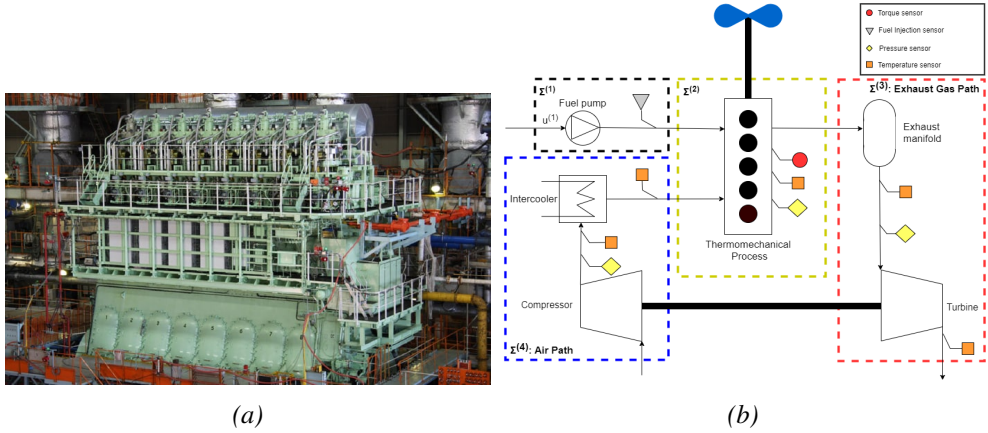 Torque sensor
Fuel Injection sensor
Pressure sensor
Temperature sensor
Σ(1)
Fuel pump
u(1)
Σ(2)
Σ(3): Exhaust Gas Path
Exhaust
manifold
Intercooler
Thermomechanical
Process
Compressor
Turbine
Σ(4): Air Path
(a)
(b)